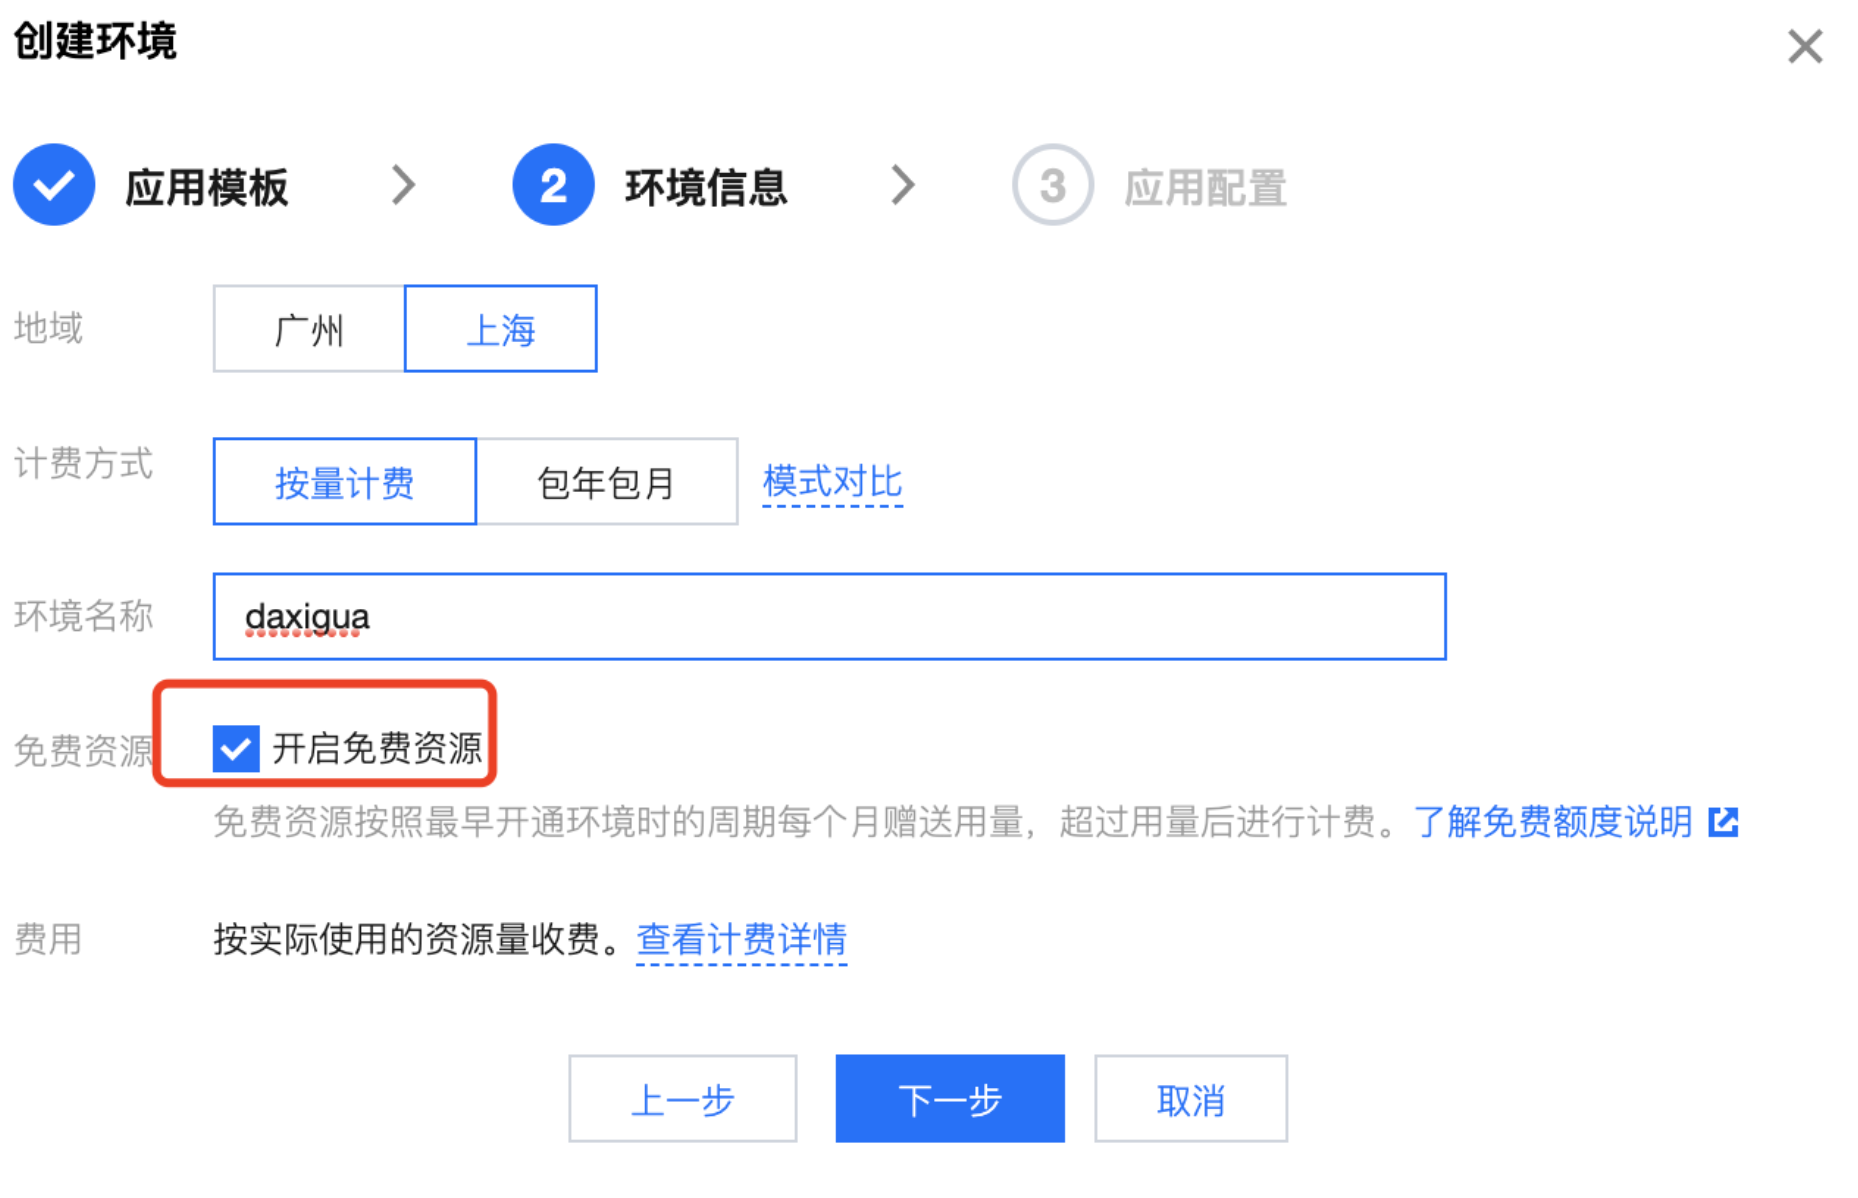 创建环境
应用模板 2 环境信息 3 应用配置
地域 广州 上海
计费方式 按量计费 包年包月 模式对比
环境名称 daxigua
免费资源 开启免费资源
免费资源按照最早开通环境时的周期每个月赠送用量，超过用量后进行计费。了解免费额度说明
费用 按实际使用的资源量收费。查看计费详情
上一步 下一步 取消